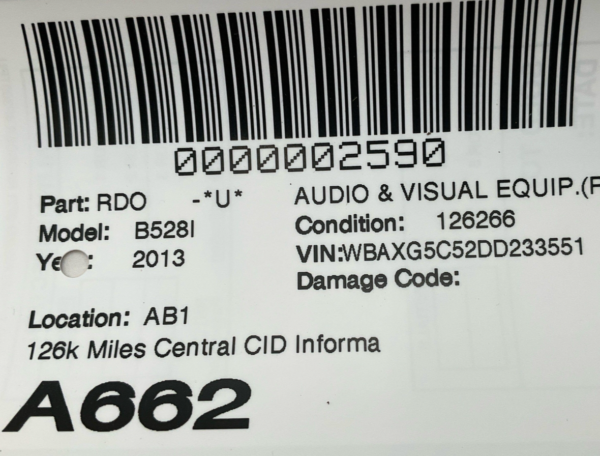 0000002590
Part: RDO -*U* AUDIO & VISUAL EQUIP.(
Model: B528I Condition: 126266
Ye : 2013 VIN:WBAXG5C52DD233551
Damage Code:
Location: AB1
126k Miles Central CID Informa
A662